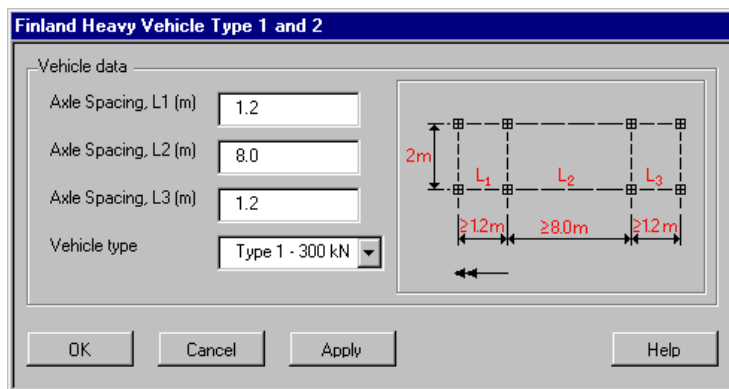 Finland Heavy Vehicle Type 1 and 2
Vehicle data
Axle Spacing, L1 (m)
1.2
Axle Spacing, L2 (m)
8.0
Axle Spacing, L3 (m)
1.2
Vehicle type
Type 1 - 300 kN
2m
L₁ L₂ L₃
≥1.2m ≥8.0m ≥1.2m
OK Cancel Apply Help